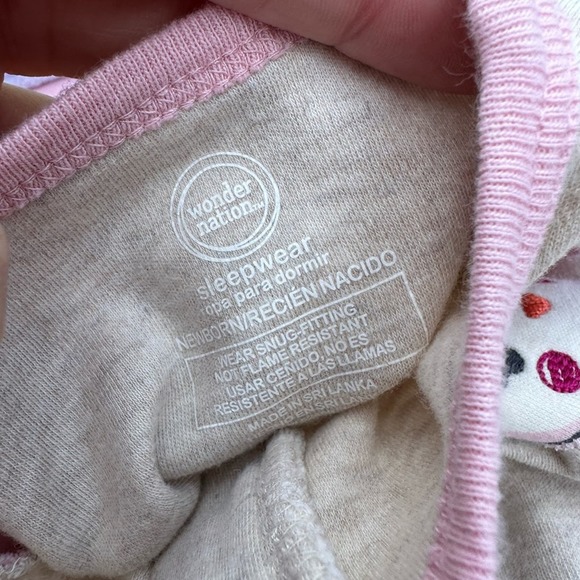 wonder
nation™
sleepwear
opa para dormir
NEWBORN/RECIEN NACIDO
WEAR SNUG-FITTING,
NOT FLAME RESISTANT
USAR CEÑIDO, NO ES
RESISTENTE A LAS LLAMAS
MADE IN SRI LANKA